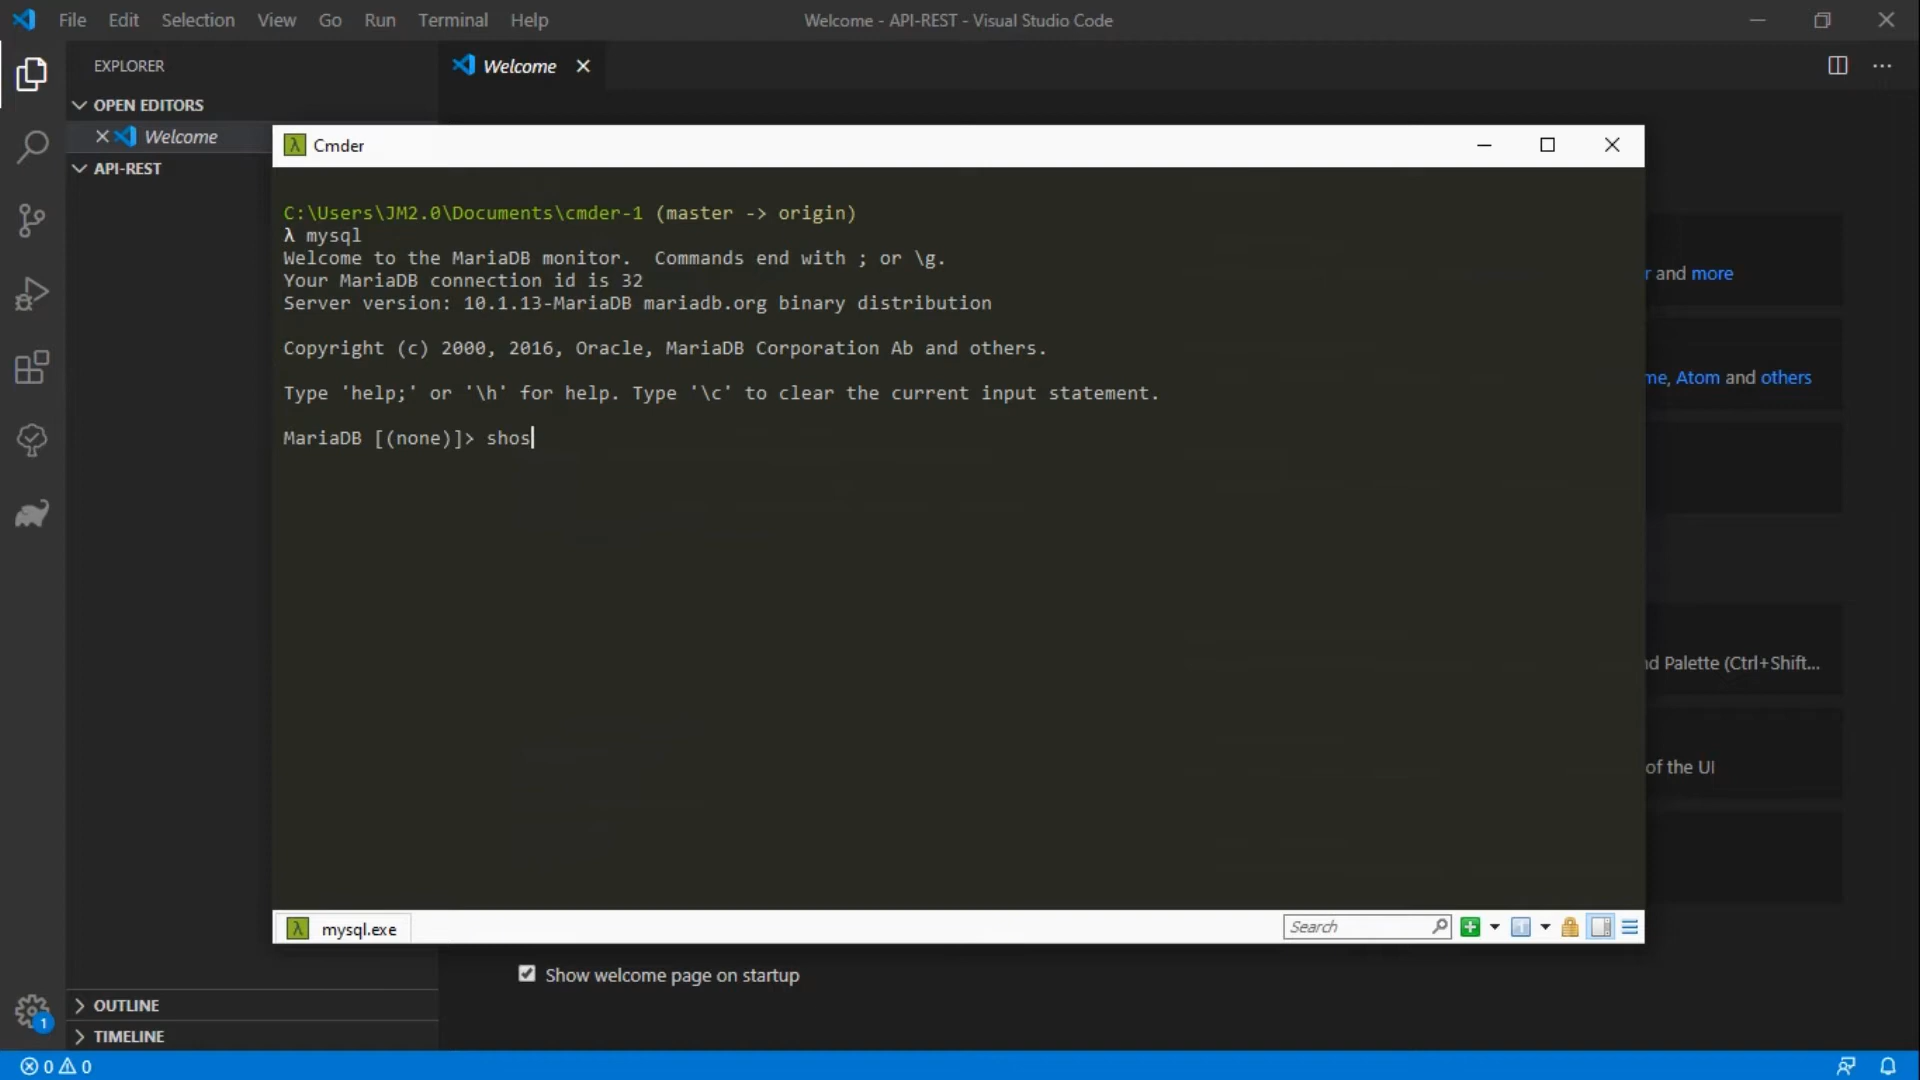 File Edit Selection View Go Run Terminal Help
Welcome - API-REST - Visual Studio Code
EXPLORER
Welcome
OPEN EDITORS
Welcome
API-REST
Cmder
C:\Users\JM2.0\Documents\cmder-1 (master -> origin)
λ mysql
Welcome to the MariaDB monitor.  Commands end with ; or \g.
Your MariaDB connection id is 32
Server version: 10.1.13-MariaDB mariadb.org binary distribution
Copyright (c) 2000, 2016, Oracle, MariaDB Corporation Ab and others.
Type 'help;' or '\h' for help. Type '\c' to clear the current input statement.
MariaDB [(none)]> shos
and more
, Atom and others
Palette (Ctrl+Shift...
of the UI
mysql.exe
Search
Show welcome page on startup
OUTLINE
1
TIMELINE
0 0